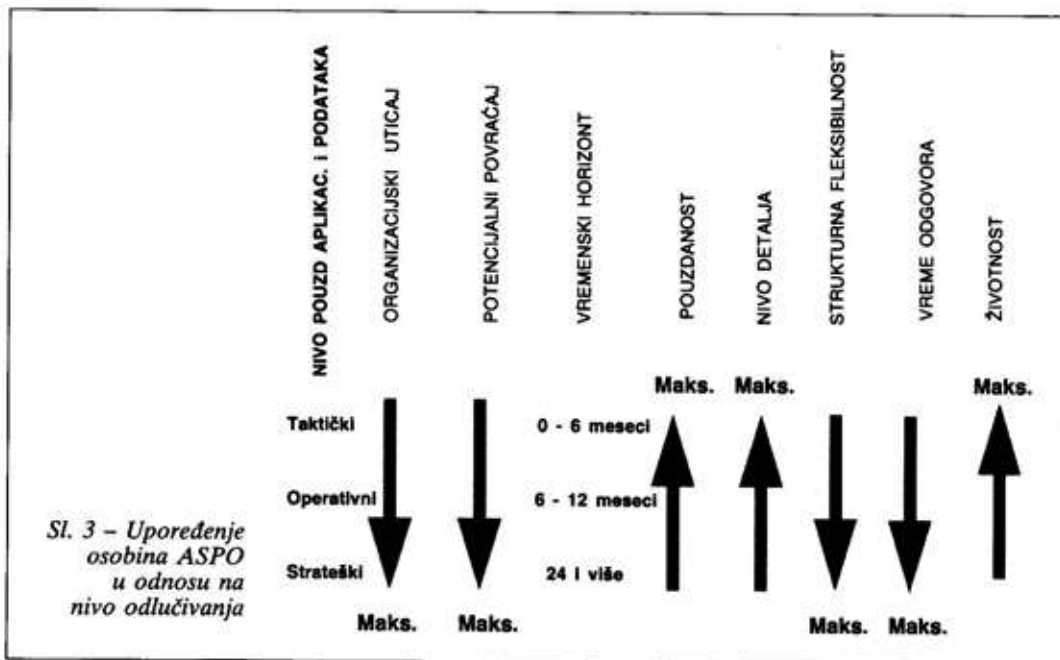 NIVO POUZD APLIKAC. i PODATAKA
ORGANIZACIJSKI UTICAJ
POTENCIJALNI POVRAĆAJ
VREMENSKI HORIZONT
POUZDANOST
NIVO DETALJA
STRUKTURNA FLEKSIBILNOST
VREME ODGOVORA
ŽIVOTNOST
Maks. Maks. Maks.
Taktički 0 - 6 meseci
Operativni 6 - 12 meseci
Strateški 24 i više
Maks. Maks. Maks. Maks.
Sl. 3 – Upoređenje
osobina ASPO
u odnosu na
nivo odlučivanja